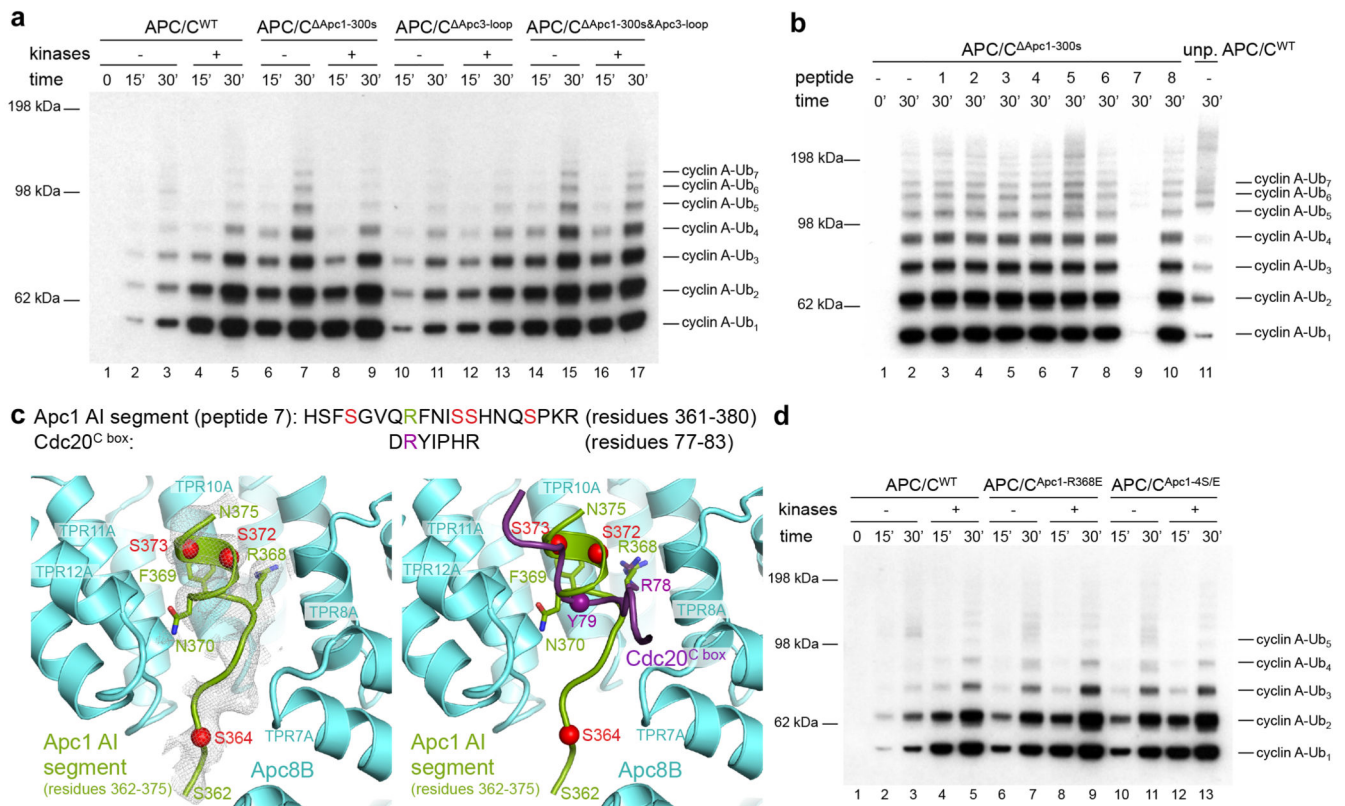 a
APC/C^WT APC/C^ΔApc1-300s APC/C^ΔApc3-loop APC/C^ΔApc1-300s&Apc3-loop
kinases - + - + - + - +
time 0 15' 30' 15' 30' 15' 30' 15' 30' 15' 30' 15' 30' 15' 30' 15' 30'
198 kDa
98 kDa
62 kDa
cyclin A-Ub₇
cyclin A-Ub₆
cyclin A-Ub₅
cyclin A-Ub₄
cyclin A-Ub₃
cyclin A-Ub₂
cyclin A-Ub₁
1 2 3 4 5 6 7 8 9 10 11 12 13 14 15 16 17
b
APC/C^ΔApc1-300s unp. APC/C^WT
peptide - - 1 2 3 4 5 6 7 8 -
time 0' 30' 30' 30' 30' 30' 30' 30' 30' 30' 30'
198 kDa
98 kDa
62 kDa
cyclin A-Ub₇
cyclin A-Ub₆
cyclin A-Ub₅
cyclin A-Ub₄
cyclin A-Ub₃
cyclin A-Ub₂
cyclin A-Ub₁
1 2 3 4 5 6 7 8 9 10 11
c Apc1 AI segment (peptide 7): HSFSGVQRFNISSHNQSPKR (residues 361-380)
Cdc20^C box: DRYIPHR (residues 77-83)
TPR10A
N375
TPR11A
S373
S372
R368
TPR12A
F369
TPR8A
N370
TPR7A
S364
Apc1 AI
segment
(residues 362-375)
S362
Apc8B
TPR10A
N375
TPR11A
S373
S372
R368
TPR12A
R78
F369
TPR8A
Y79
N370
Cdc20^C box
TPR7A
S364
Apc1 AI
segment
(residues 362-375)
S362
Apc8B
d
APC/C^WT APC/C^Apc1-R368E APC/C^Apc1-4S/E
kinases - + - + - +
time 0 15' 30' 15' 30' 15' 30' 15' 30' 15' 30' 15' 30'
198 kDa
98 kDa
62 kDa
cyclin A-Ub₅
cyclin A-Ub₄
cyclin A-Ub₃
cyclin A-Ub₂
cyclin A-Ub₁
1 2 3 4 5 6 7 8 9 10 11 12 13